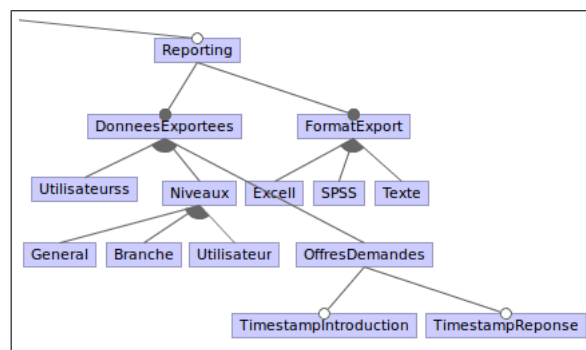 Reporting
DonneesExportees FormatExport
Utilisateurss Niveaux Excell SPSS Texte
General Branche Utilisateur OffresDemandes
TimestampIntroduction TimestampReponse